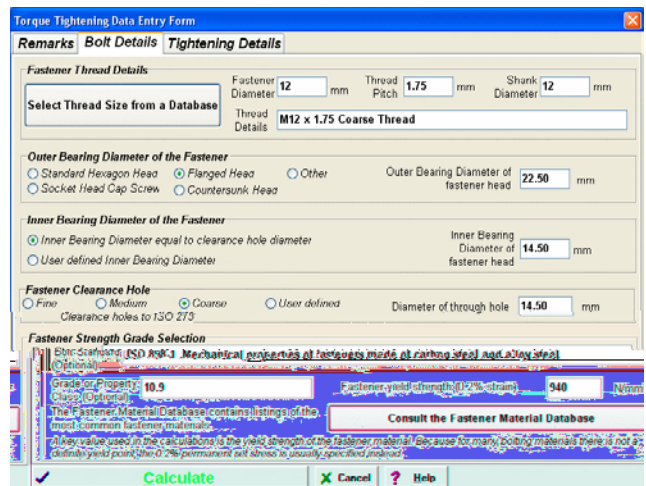 Torque Tightening Data Entry Form
Remarks Bolt Details Tightening Details
Fastener Thread Details
Select Thread Size from a Database
Fastener Diameter 12 mm Thread Pitch 1.75 mm Shank Diameter 12 mm
Thread Details M12 x 1.75 Coarse Thread
Outer Bearing Diameter of the Fastener
Standard Hexagon Head Flanged Head Other
Socket Head Cap Screw Countersunk Head
Outer Bearing Diameter of fastener head 22.50 mm
Inner Bearing Diameter of the Fastener
Inner Bearing Diameter equal to clearance hole diameter
User defined Inner Bearing Diameter
Inner Bearing Diameter of fastener head 14.50 mm
Fastener Clearance Hole
Fine Medium Coarse User defined
Clearance holes to ISO 273
Diameter of through hole 14.50 mm
Fastener Strength Grade Selection
(Optional) ISO 898-1 Mechanical properties of fasteners made of carbon steel and alloy steel
Grade or Property Class (Optional) 10.9 Fastener yield strength (0.2% strain) 940 N/mm
The Fastener Material Database contains listings of the most common fastener materials
Consult the Fastener Material Database
A key value used in the calculations is the yield strength of the fastener material. Because for many bolting materials there is not a
definite yield point, the 0.2% permanent set stress is usually specified instead
Calculate Cancel Help